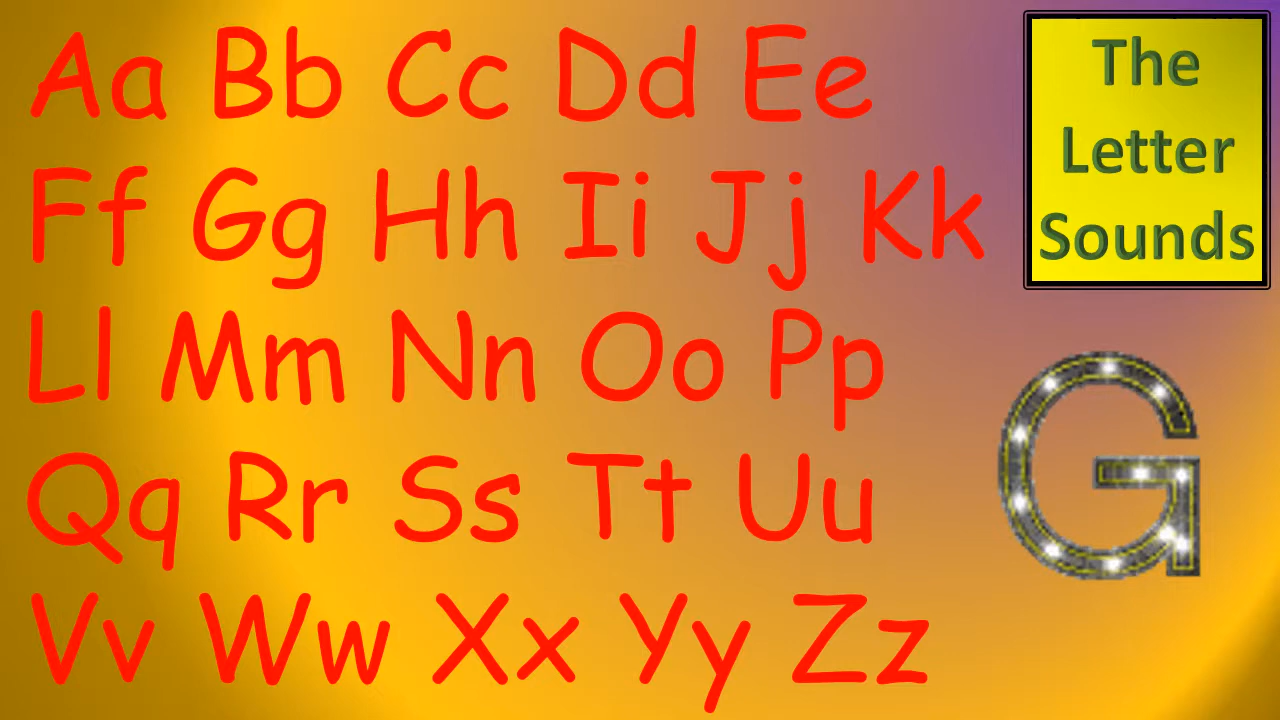 Aa Bb Cc Dd Ee
Ff Gg Hh Ii Jj Kk
Ll Mm Nn Oo Pp
Qq Rr Ss Tt Uu
Vv Ww Xx Yy Zz
The
Letter
Sounds
G